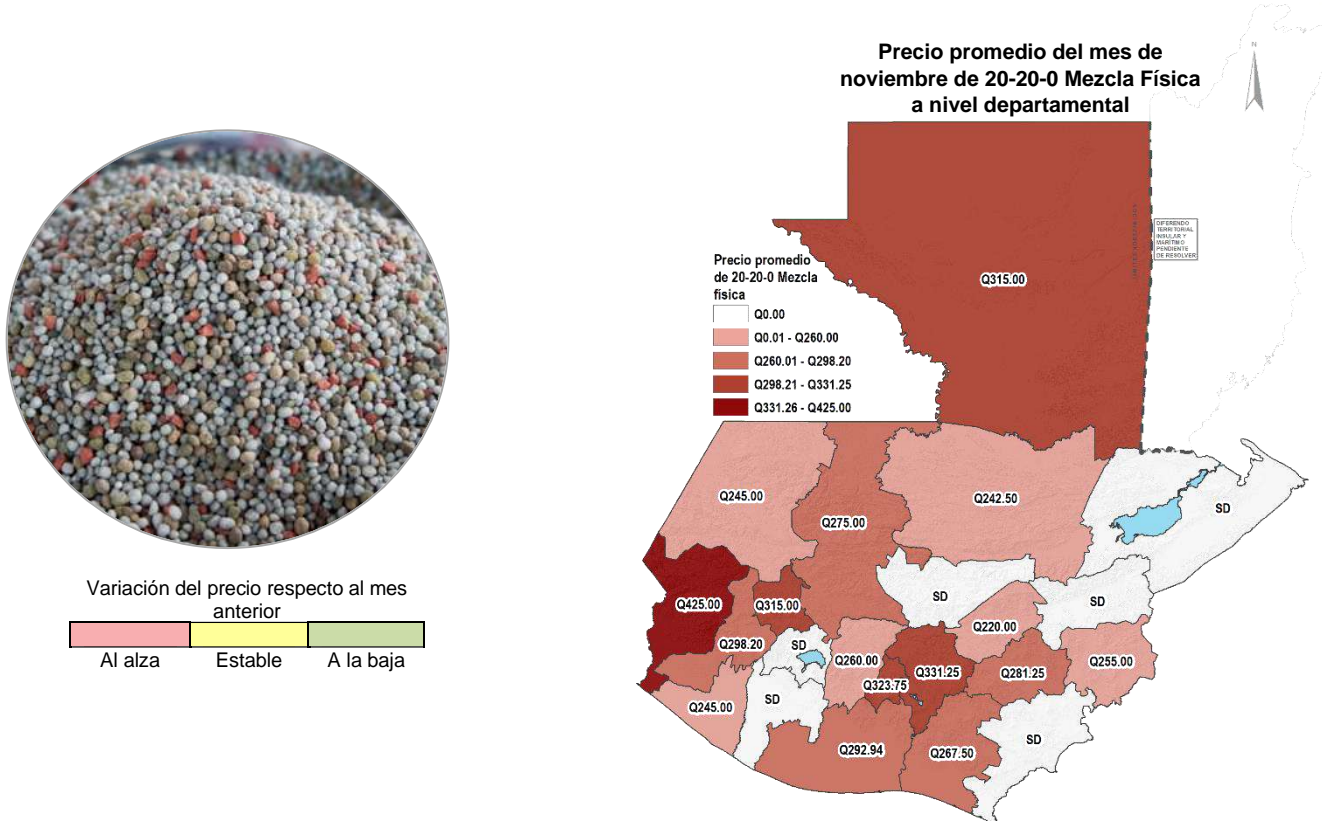 Precio promedio del mes de
noviembre de 20-20-0 Mezcla Física
a nivel departamental
N
DIFERENDO
TERRITORIAL
INSULAR Y
MARÍTIMO
PENDIENTE
DE RESOLVER
Precio promedio
de 20-20-0 Mezcla
física
Q0.00
Q0.01 - Q260.00
Q260.01 - Q298.20
Q298.21 - Q331.25
Q331.26 - Q425.00
Q315.00
Q245.00
Q275.00
Q242.50
SD
Q425.00
Q315.00
SD
SD
Q220.00
Q298.20
SD
Q260.00
Q331.25
Q281.25
Q255.00
Q323.75
Q245.00
SD
Q292.94
Q267.50
SD
Variación del precio respecto al mes
anterior
Al alza Estable A la baja